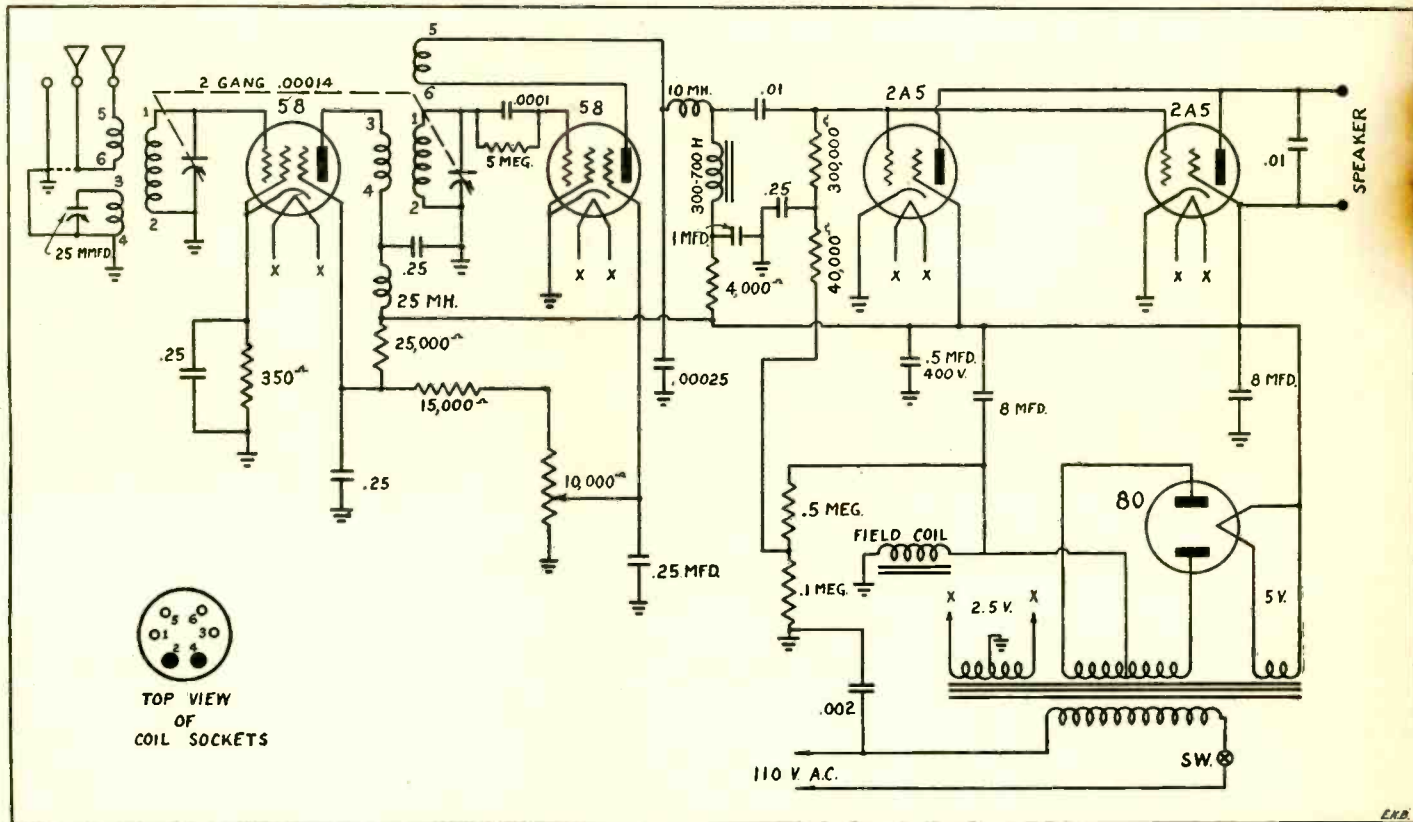 5
6
1
2
3
4
25 MMFD.
2 GANG .00014
58
X X
.25
350 Ω
3
4
25 MH.
25,000 Ω
15,000 Ω
.25
.25
5
6
1
2
.0001
5 MEG.
58
X X
10,000 Ω
.25 MFD.
.00025
10 MH.
300-700 H
.01
1 MFD.
4,000 Ω
.25
300,000 Ω
40,000 Ω
2A5
X X
2A5
X X
.01
SPEAKER
.5 MFD.
400 V.
8 MFD.
8 MFD.
.5 MEG.
.1 MEG.
FIELD COIL
X 2.5 V. X
80
5 V.
.002
110 V. A.C.
SW.
5 6
1 3
2 4
TOP VIEW
OF
COIL SOCKETS
E.K.B.